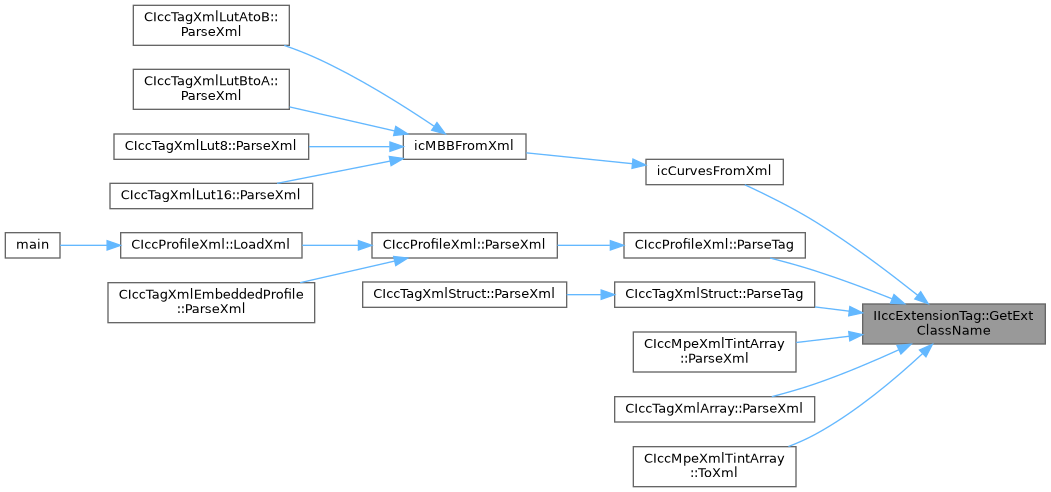 CIccTagXmlLutAtoB::
ParseXml
CIccTagXmlLutBtoA::
ParseXml
CIccTagXmlLut8::ParseXml
icMBBFromXml
icCurvesFromXml
CIccTagXmlLut16::ParseXml
main
CIccProfileXml::LoadXml
CIccProfileXml::ParseXml
CIccProfileXml::ParseTag
CIccTagXmlEmbeddedProfile
::ParseXml
CIccTagXmlStruct::ParseXml
CIccTagXmlStruct::ParseTag
IIccExtensionTag::GetExt
ClassName
CIccMpeXmlTintArray
::ParseXml
CIccTagXmlArray::ParseXml
CIccMpeXmlTintArray
::ToXml